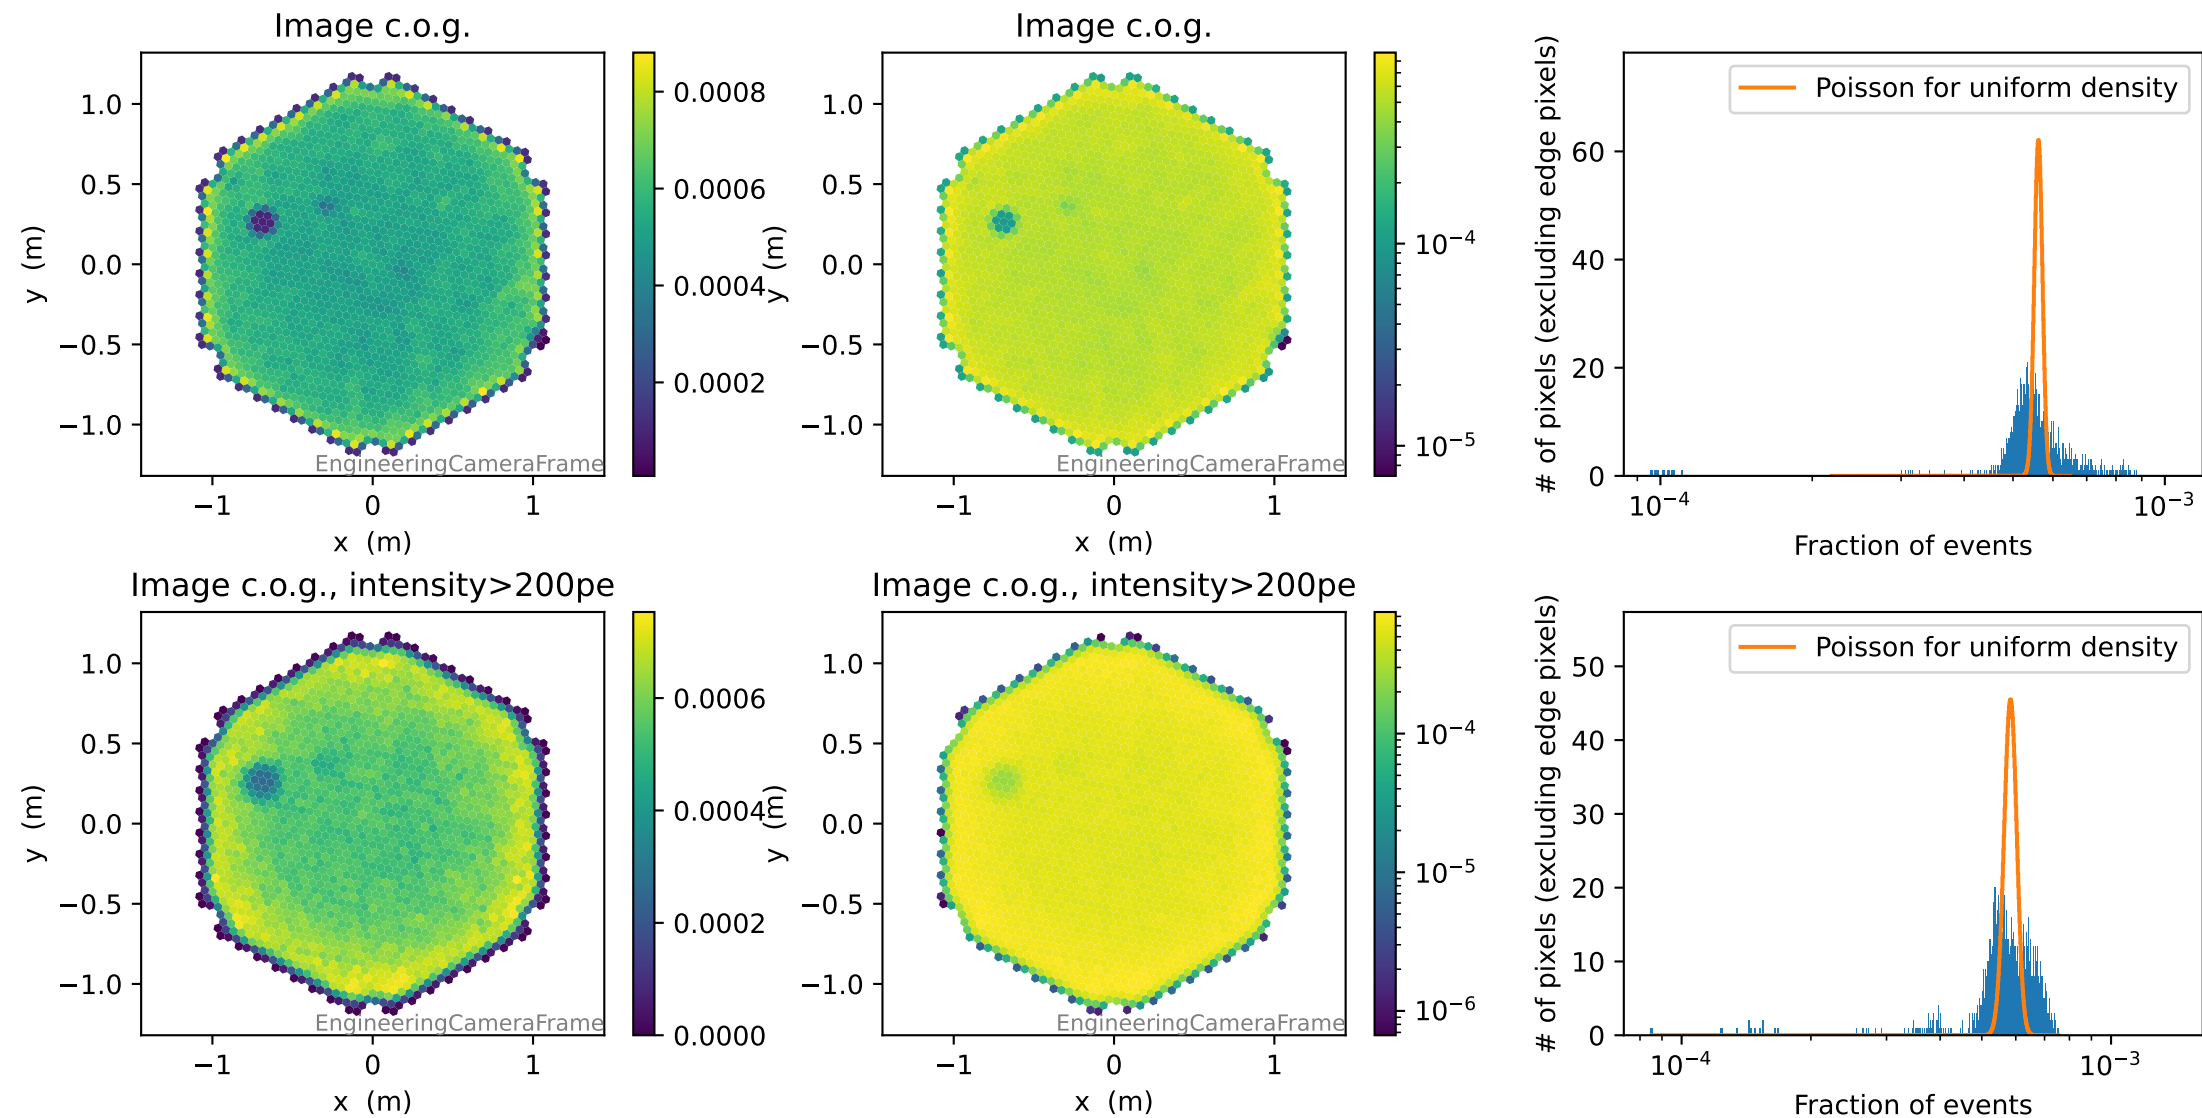 Image c.o.g.
1.0
0.5
0.0
−0.5
−1.0
y (m)
−1
0
1
x (m)
EngineeringCameraFrame
0.0008
0.0006
0.0004
0.0002
Image c.o.g.
1.0
0.5
0.0
−0.5
−1.0
y (m)
−1
0
1
x (m)
EngineeringCameraFrame
10−4
10−5
# of pixels (excluding edge pixels)
60
40
20
0
Poisson for uniform density
10−4
10−3
Fraction of events
Image c.o.g., intensity>200pe
1.0
0.5
0.0
−0.5
−1.0
y (m)
−1
0
1
x (m)
EngineeringCameraFrame
0.0006
0.0004
0.0002
0.0000
Image c.o.g., intensity>200pe
1.0
0.5
0.0
−0.5
−1.0
y (m)
−1
0
1
x (m)
EngineeringCameraFrame
10−4
10−5
10−6
# of pixels (excluding edge pixels)
50
40
30
20
10
0
Poisson for uniform density
10−4
10−3
Fraction of events